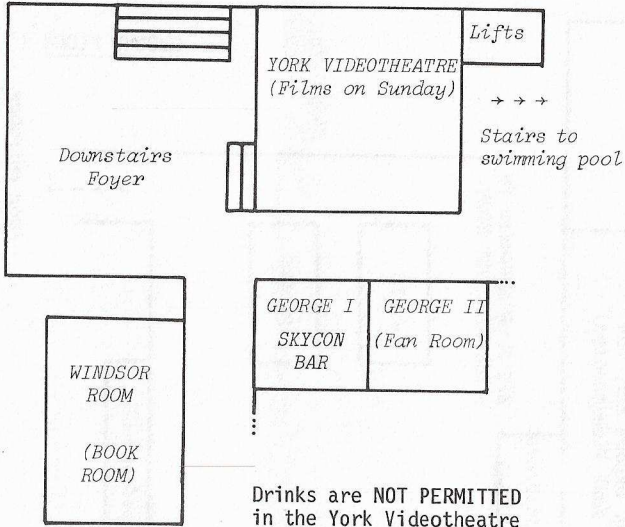 Lifts
YORK VIDEOTHEATRE
(Films on Sunday)
→ → →
Stairs to
swimming pool
Downstairs
Foyer
GEORGE I
SKYCON
BAR
GEORGE II
(Fan Room)
WINDSOR
ROOM
(BOOK
ROOM)
Drinks are NOT PERMITTED
in the York Videotheatre